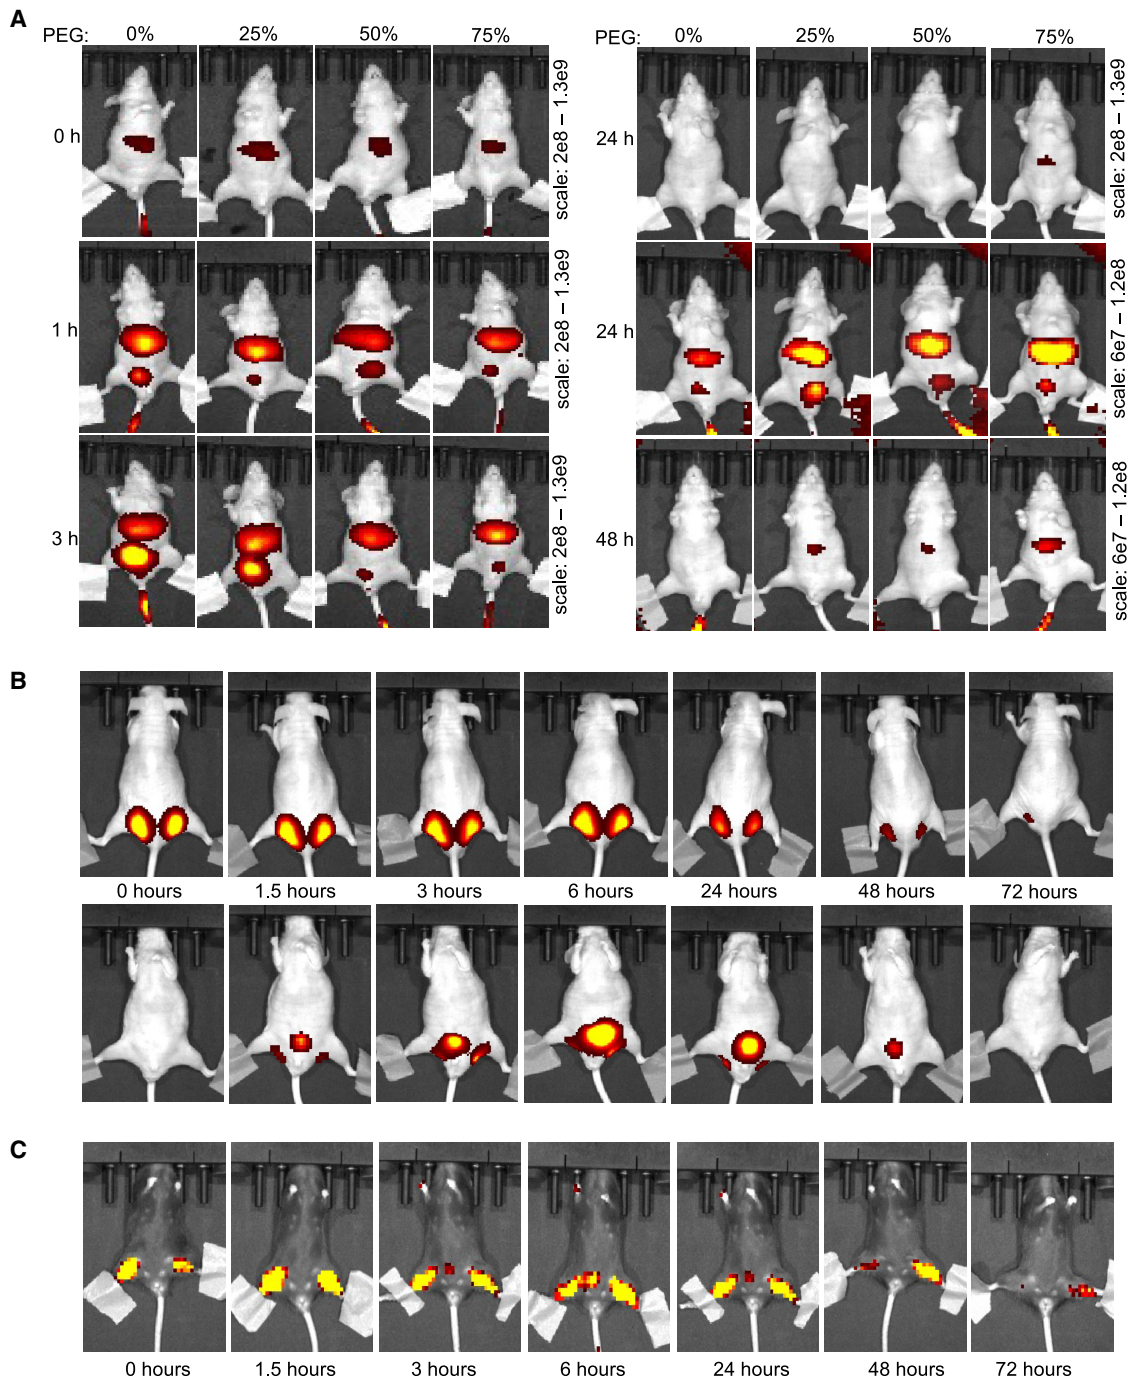 A
PEG: 0% 25% 50% 75%
0 h
scale: 2e8 – 1.3e9
1 h
scale: 2e8 – 1.3e9
3 h
scale: 2e8 – 1.3e9
PEG: 0% 25% 50% 75%
24 h
scale: 2e8 – 1.3e9
24 h
scale: 6e7 – 1.2e8
48 h
scale: 6e7 – 1.2e8
B
0 hours 1.5 hours 3 hours 6 hours 24 hours 48 hours 72 hours
C
0 hours 1.5 hours 3 hours 6 hours 24 hours 48 hours 72 hours